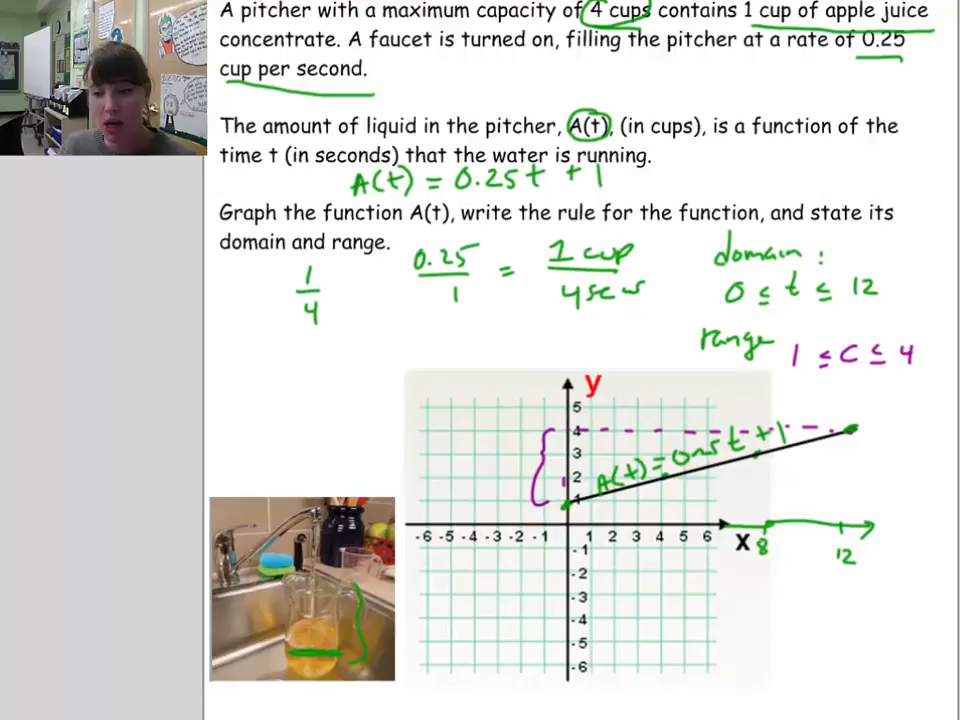 A pitcher with a maximum capacity of 4 cups contains 1 cup of apple juice
concentrate. A faucet is turned on, filling the pitcher at a rate of 0.25
cup per second.
The amount of liquid in the pitcher, A(t), (in cups), is a function of the
time t (in seconds) that the water is running.
A(t) = 0.25t + 1
Graph the function A(t), write the rule for the function, and state its
domain and range.
1/4
0.25/1 = 1 cup/4 secs
domain:
0 ≤ t ≤ 12
range 1 ≤ C ≤ 4
y
5
4
3
2
1
A(t) = 0.25t + 1
-6 -5 -4 -3 -2 -1 1 2 3 4 5 6 x 8 12
-1
-2
-3
-4
-5
-6